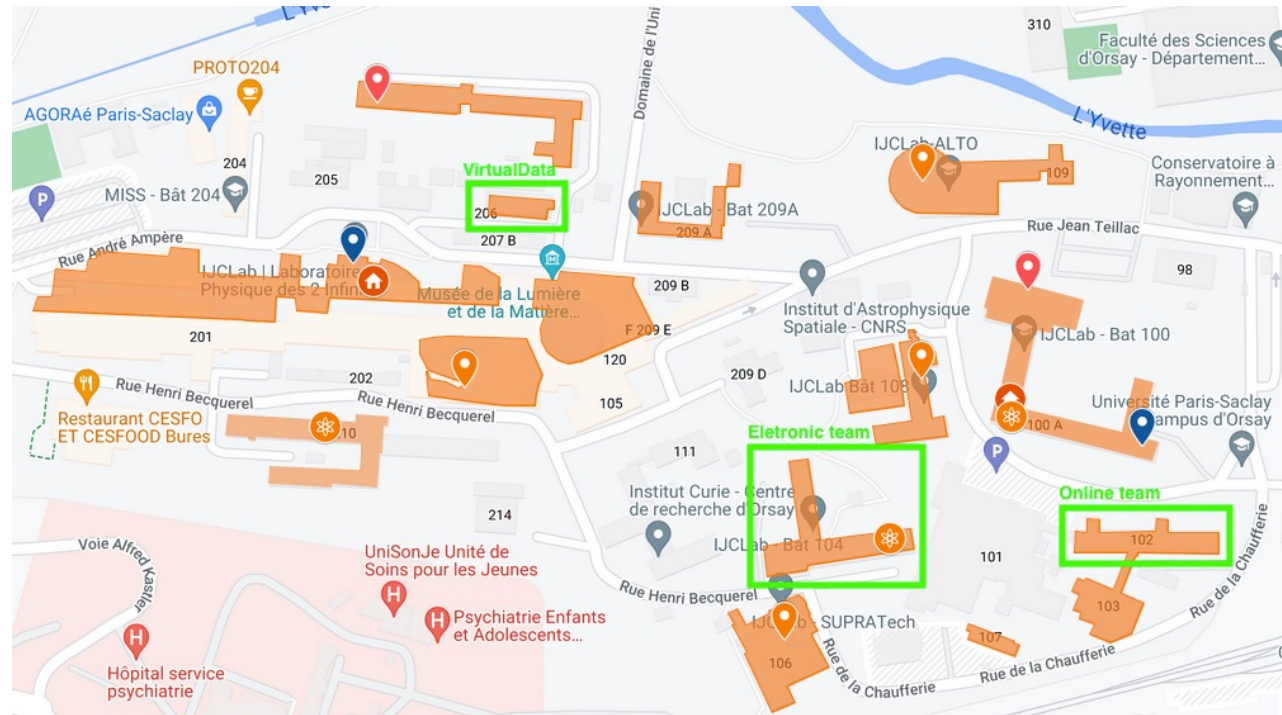 L'Yvette
Domaine de l'Uni
310
Faculté des Sciences
d'Orsay - Département...
PROTO204
AGORAé Paris-Saclay
L'Yvette
IJCLab-ALTO
109
Conservatoire à
Rayonnement...
204
205
VirtualData
MISS - Bât 204
P
206
207 B
IJCLab - Bat 209A
209 A
Rue Jean Teillac
Rue André Ampère
IJCLab | Laboratoire
Physique des 2 Infini
98
Musée de la Lumière
et de la Matière...
209 B
Institut d'Astrophysique
Spatiale - CNRS
F 209 E
201
120
IJCLab - Bat 100
202
209 D
IJCLab Bât 108
Rue Henri Becquerel
Rue Henri Becquerel
105
Restaurant CESFO
ET CESFOOD Bures
Université Paris-Saclay
Campus d'Orsay
210
100 A
Eletronic team
111
P
Institut Curie - Centre
de recherche d'Orsay
Online team
214
102
IJCLab - Bat 104
101
Voie Alfred Kastler
UniSonJe Unité de
Soins pour les Jeunes
H
Rue Henri Becquerel
Rue de la Chaufferie
H
Psychiatrie Enfants
et Adolescents...
103
IJCLab - SUPRATech
H
107
106
Hôpital service
psychiatrie
Rue de la Chaufferie
Rue de la Chaufferie